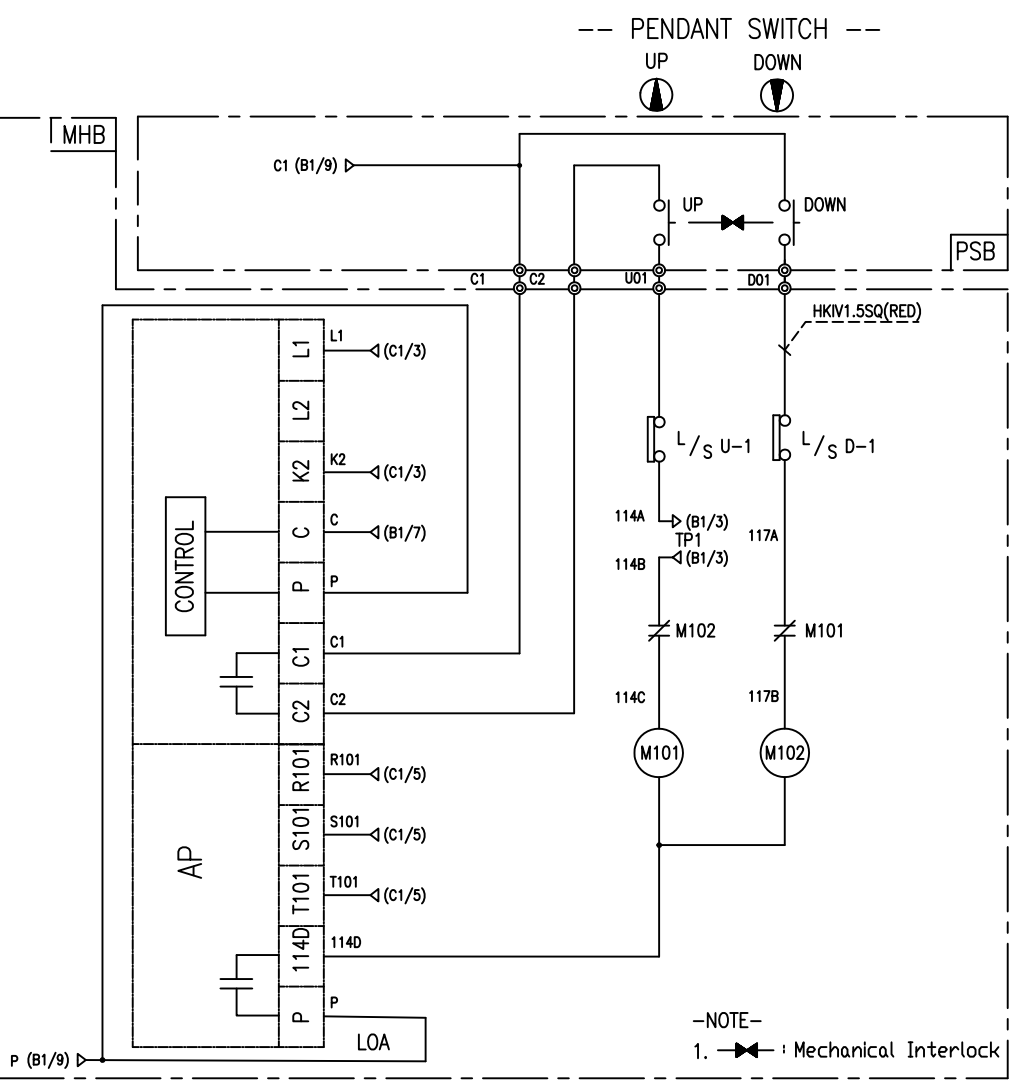 -- PENDANT SWITCH --
UP
DOWN
MHB
C1 (B1/9)
UP
DOWN
PSB
C1
C2
U01
D01
HKIV1.5SQ(RED)
L1
L1
(C1/3)
L2
K2
K2
(C1/3)
CONTROL
C
C
(B1/7)
P
P
C1
C1
C2
C2
L/S U-1
L/S D-1
114A
(B1/3)
TP1
114B
(B1/3)
117A
M102
M101
114C
117B
M101
M102
AP
R101
R101
(C1/5)
S101
S101
(C1/5)
T101
T101
(C1/5)
114D
114D
P
P
LOA
P (B1/9)
-NOTE-
1. : Mechanical Interlock